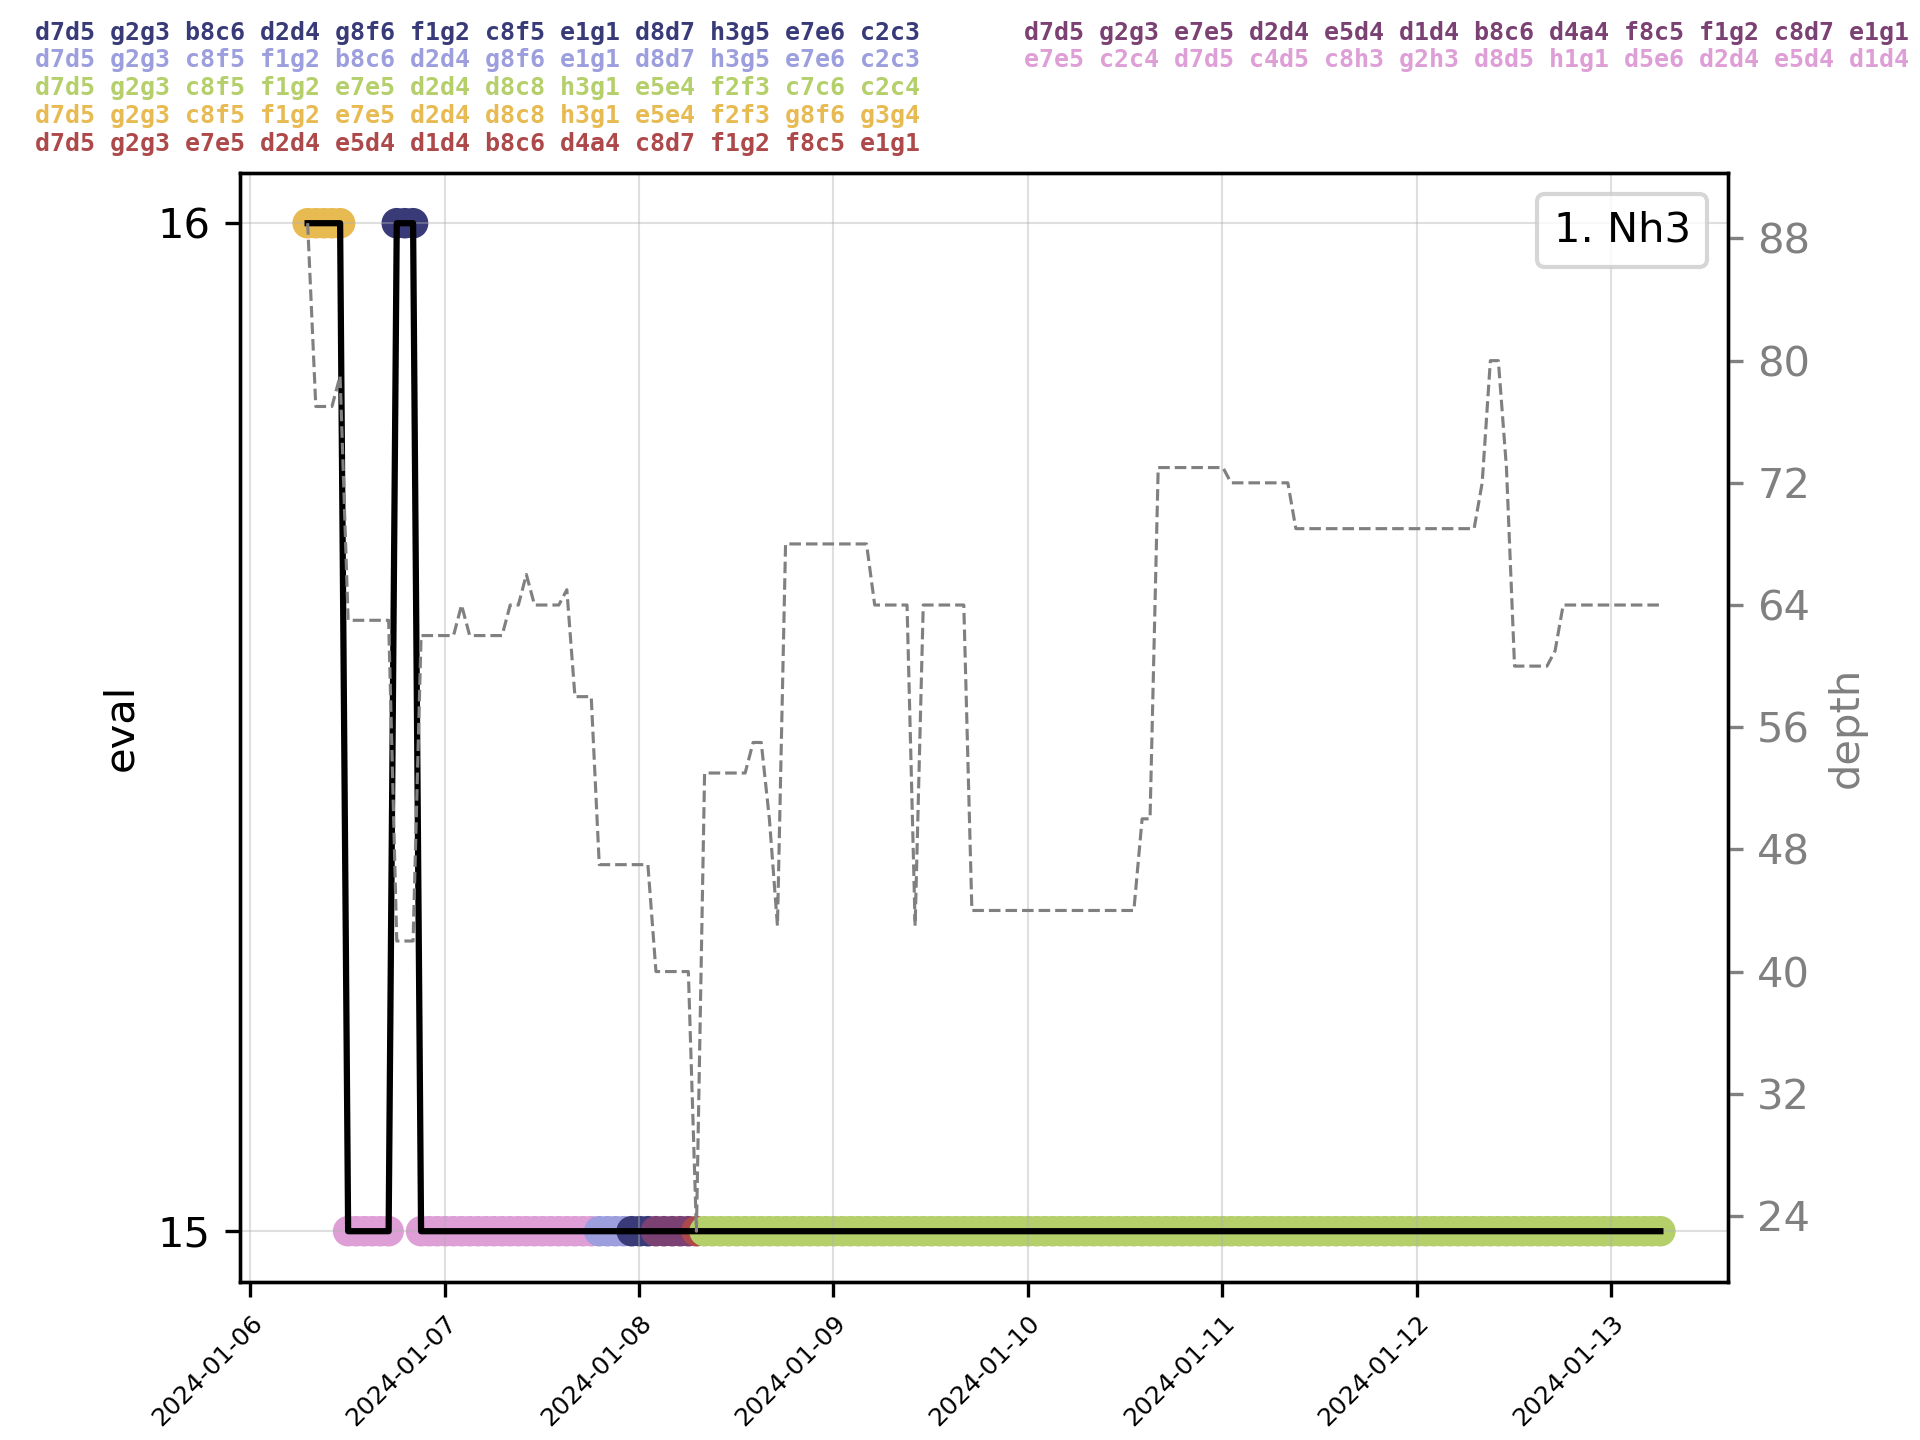 d7d5 g2g3 b8c6 d2d4 g8f6 f1g2 c8f5 e1g1 d8d7 h3g5 e7e6 c2c3
d7d5 g2g3 c8f5 f1g2 b8c6 d2d4 g8f6 e1g1 d8d7 h3g5 e7e6 c2c3
d7d5 g2g3 c8f5 f1g2 e7e5 d2d4 d8c8 h3g1 e5e4 f2f3 c7c6 c2c4
d7d5 g2g3 c8f5 f1g2 e7e5 d2d4 d8c8 h3g1 e5e4 f2f3 g8f6 g3g4
d7d5 g2g3 e7e5 d2d4 e5d4 d1d4 b8c6 d4a4 c8d7 f1g2 f8c5 e1g1
d7d5 g2g3 e7e5 d2d4 e5d4 d1d4 b8c6 d4a4 f8c5 f1g2 c8d7 e1g1
e7e5 c2c4 d7d5 c4d5 c8h3 g2h3 d8d5 h1g1 d5e6 d2d4 e5d4 d1d4
1. Nh3
16
15
eval
88
80
72
64
56
48
40
32
24
depth
2024-01-06
2024-01-07
2024-01-08
2024-01-09
2024-01-10
2024-01-11
2024-01-12
2024-01-13